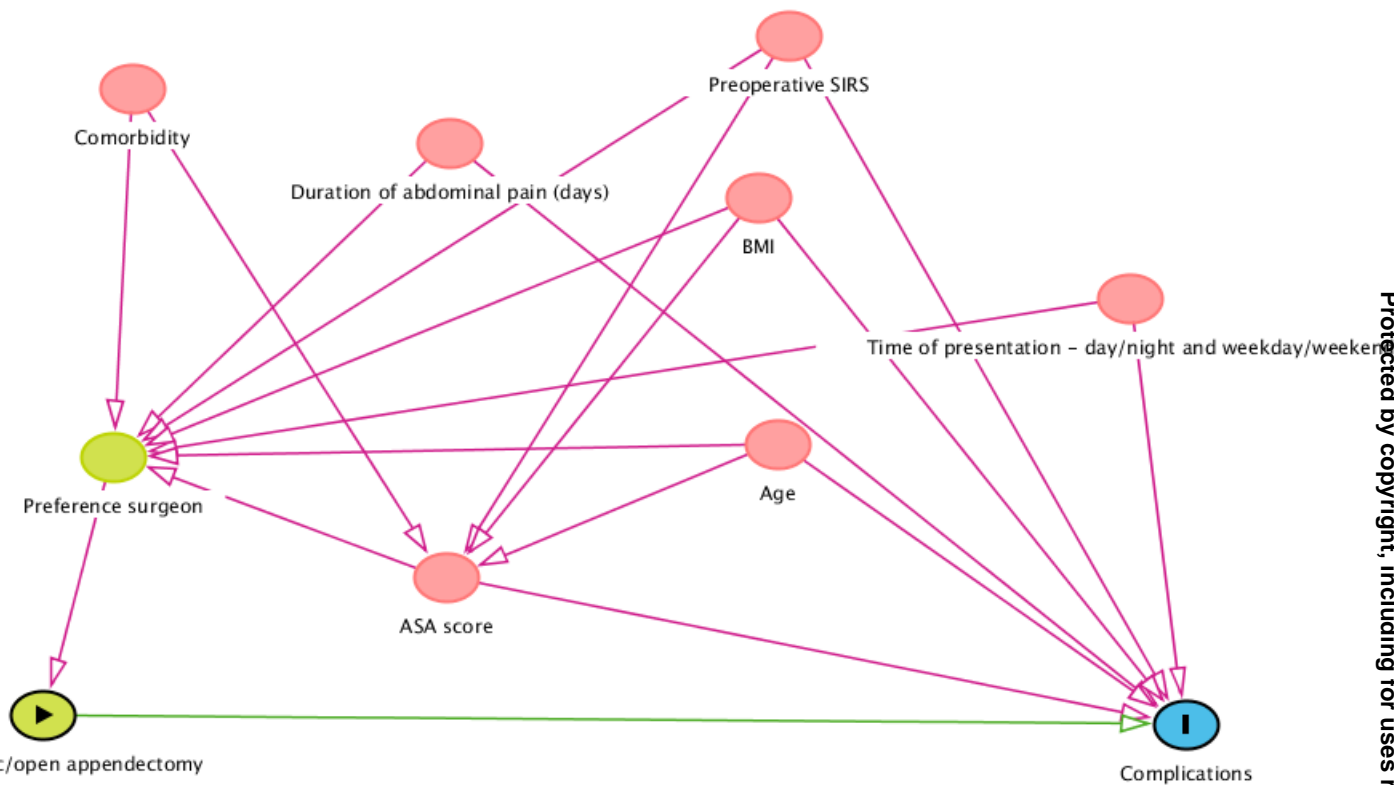 Preoperative SIRS
Comorbidity
Duration of abdominal pain (days)
BMI
Time of presentation – day/night and weekday/weekend
Age
Preference surgeon
ASA score
c/open appendectomy
Complications
Protected by copyright, including for uses r